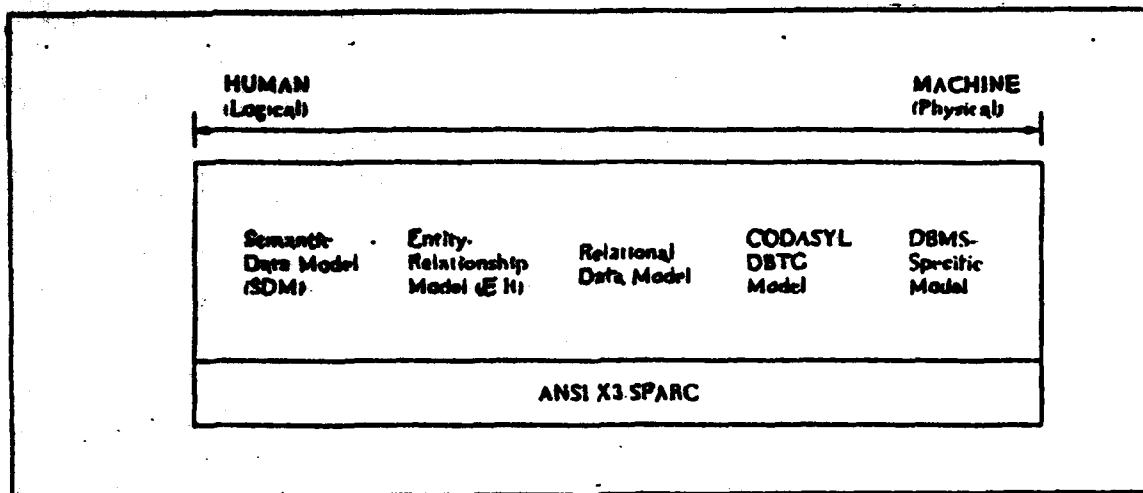 HUMAN
(Logical)
MACHINE
(Physical)
Semantic
Data Model
(SDM)
Entity-
Relationship
Model (E-R)
Relational
Data Model
CODASYL
DBTG
Model
DBMS-
Specific
Model
ANSI X3.SPARC